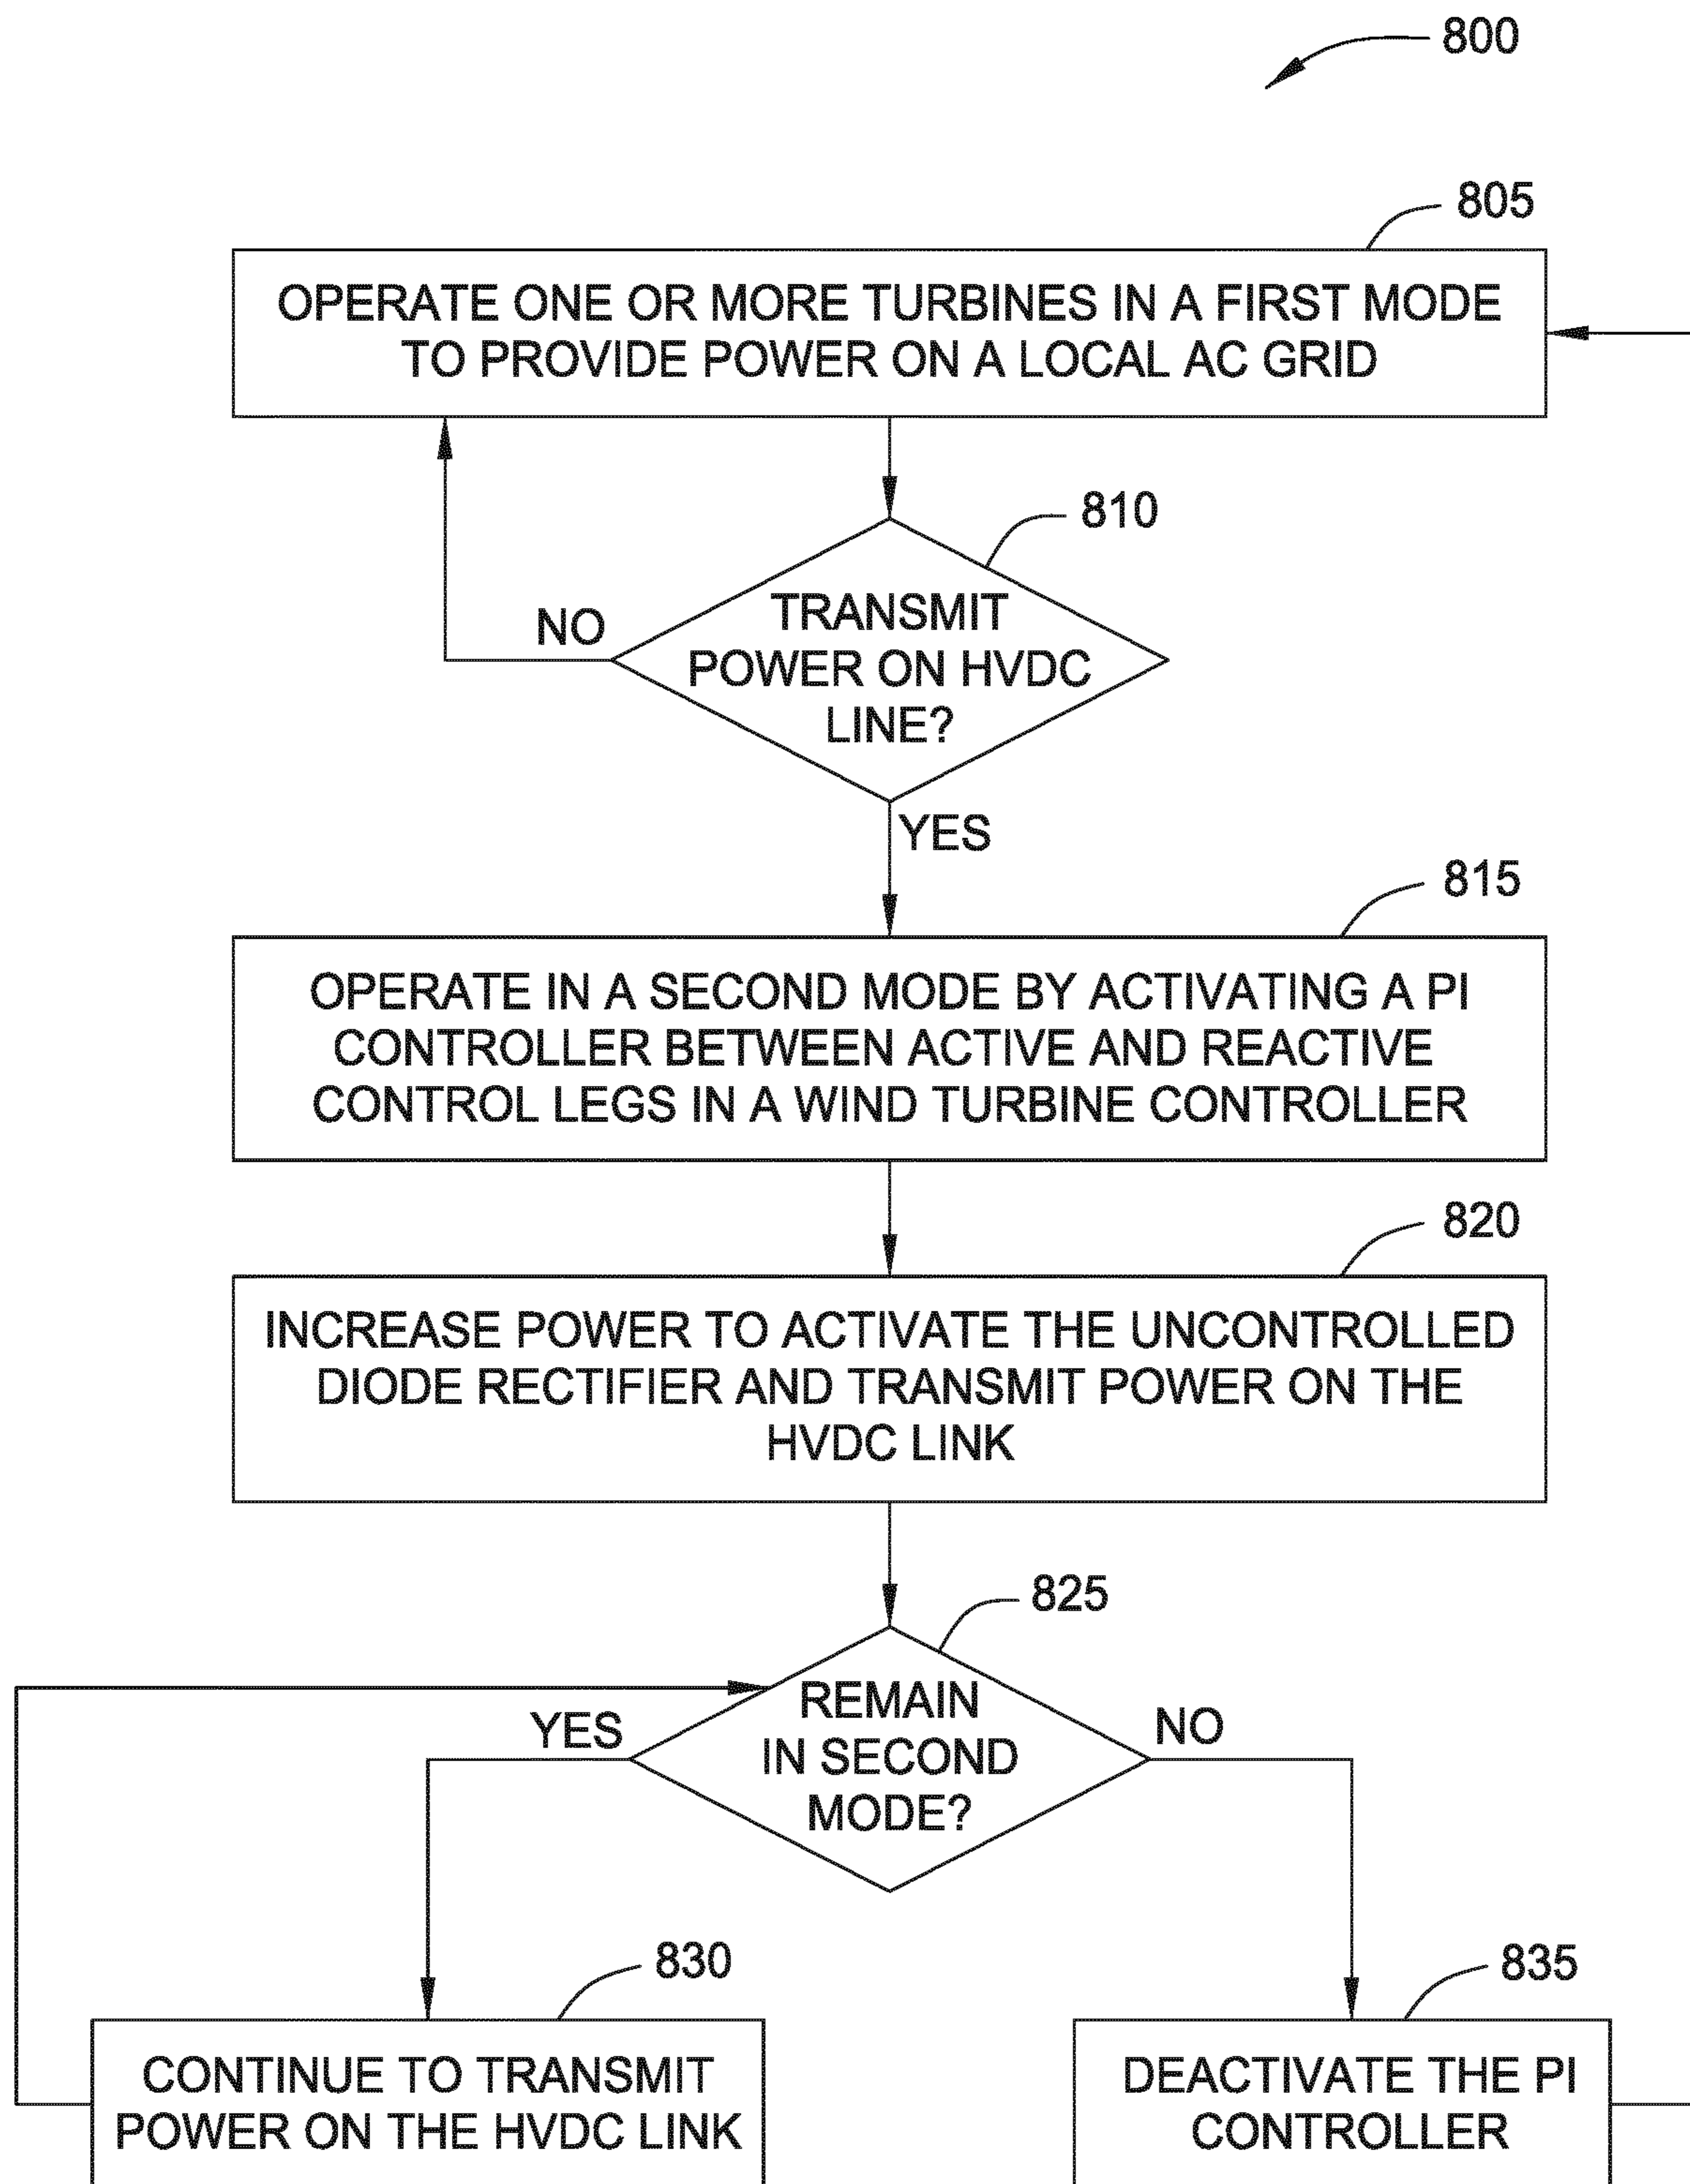 800
805
OPERATE ONE OR MORE TURBINES IN A FIRST MODE
TO PROVIDE POWER ON A LOCAL AC GRID
810
NO
TRANSMIT
POWER ON HVDC
LINE?
YES
815
OPERATE IN A SECOND MODE BY ACTIVATING A PI
CONTROLLER BETWEEN ACTIVE AND REACTIVE
CONTROL LEGS IN A WIND TURBINE CONTROLLER
820
INCREASE POWER TO ACTIVATE THE UNCONTROLLED
DIODE RECTIFIER AND TRANSMIT POWER ON THE
HVDC LINK
825
YES
REMAIN
IN SECOND
MODE?
NO
830
CONTINUE TO TRANSMIT
POWER ON THE HVDC LINK
835
DEACTIVATE THE PI
CONTROLLER